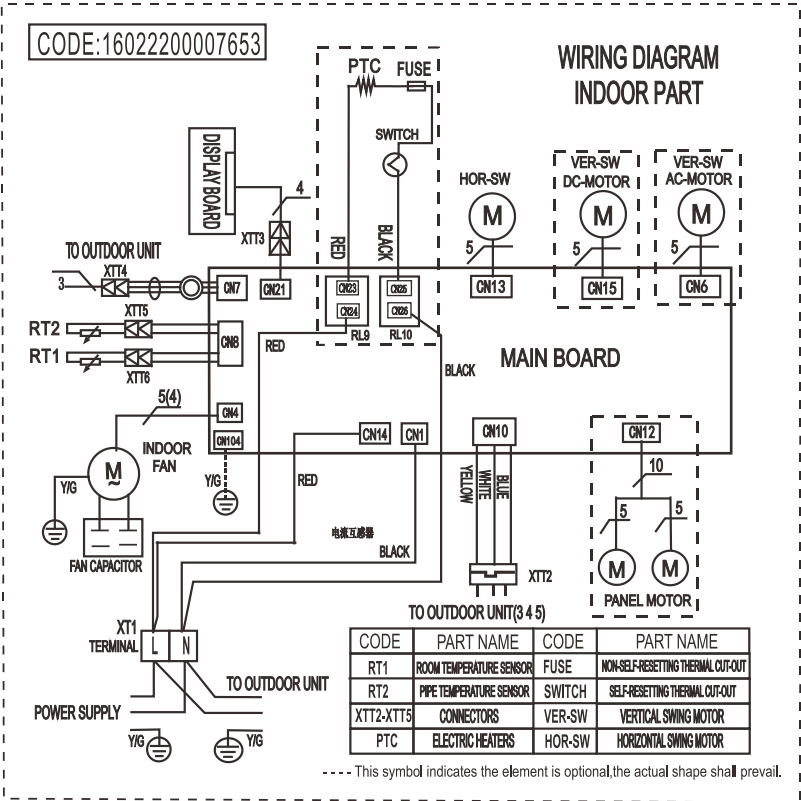 CODE:16022200007653
WIRING DIAGRAM
INDOOR PART
PTC
FUSE
SWITCH
DISPLAY BOARD
4
XTT3
RED
BLACK
HOR-SW
M
5
VER-SW
DC-MOTOR
M
5
VER-SW
AC-MOTOR
M
5
TO OUTDOOR UNIT
3
XTT4
CN7
CN21
CN23
CN24
RL9
CN25
CN26
RL10
CN13
CN15
CN6
RT2
XTT5
RT1
XTT6
CN8
RED
BLACK
MAIN BOARD
5(4)
CN4
CN104
CN14
CN1
CN10
CN12
INDOOR
FAN
M
~
Y/G
Y/G
RED
YELLOW
WHITE
BLUE
10
5
5
M
M
PANEL MOTOR
FAN CAPACITOR
电流互感器
BLACK
XTT2
TO OUTDOOR UNIT(3 4 5)
XT1
TERMINAL
L
N
TO OUTDOOR UNIT
POWER SUPPLY
Y/G
Y/G
CODE PART NAME CODE PART NAME
RT1 ROOM TEMPERATURE SENSOR FUSE NON-SELF-RESETTING THERMAL CUT-OUT
RT2 PIPE TEMPERATURE SENSOR SWITCH SELF-RESETTING THERMAL CUT-OUT
XTT2-XTT5 CONNECTORS VER-SW VERTICAL SWING MOTOR
PTC ELECTRIC HEATERS HOR-SW HORIZONTAL SWING MOTOR
---- This symbol indicates the element is optional,the actual shape shall prevail.